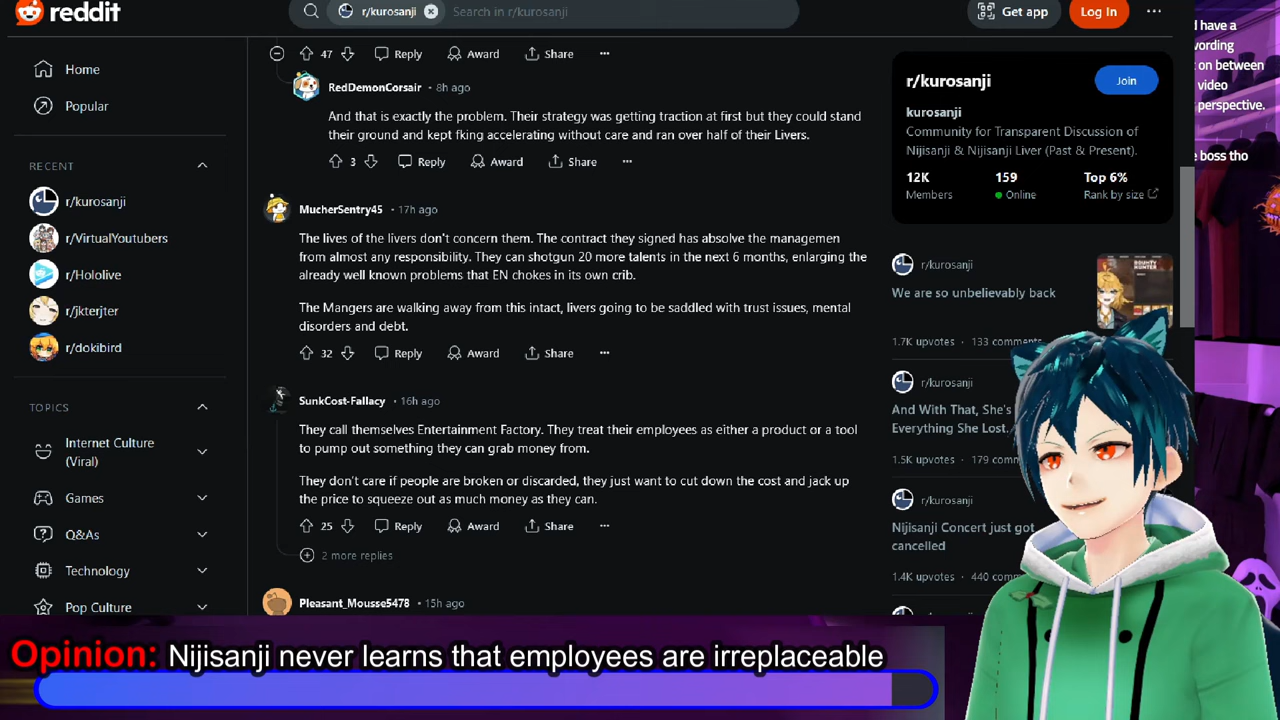 reddit
r/kurosanji
Search in r/kurosanji
Get app
Log In
Home
Popular
RECENT
r/kurosanji
r/VirtualYoutubers
r/Hololive
r/jkterjter
r/dokibird
TOPICS
Internet Culture
(Viral)
Games
Q&As
Technology
Pop Culture
47 Reply Award Share
RedDemonCorsair • 8h ago
And that is exactly the problem. Their strategy was getting traction at first but they could stand
their ground and kept fking accelerating without care and ran over half of their Livers.
3 Reply Award Share
MucherSentry45 • 17h ago
The lives of the livers don't concern them. The contract they signed has absolve the managemen
from almost any responsibility. They can shotgun 20 more talents in the next 6 months, enlarging the
already well known problems that EN chokes in its own crib.
The Mangers are walking away from this intact, livers going to be saddled with trust issues, mental
disorders and debt.
32 Reply Award Share
SunkCost-Fallacy • 16h ago
They call themselves Entertainment Factory. They treat their employees as either a product or a tool
to pump out something they can grab money from.
They don't care if people are broken or discarded, they just want to cut down the cost and jack up
the price to squeeze out as much money as they can.
25 Reply Award Share
2 more replies
Pleasant_Mousse5478 • 15h ago
r/kurosanji
Join
kurosanji
Community for Transparent Discussion of
Nijisanji & Nijisanji Liver (Past & Present).
12K 159 Top 6%
Members Online Rank by size
r/kurosanji
We are so unbelievably back
BOUNTY
HUNTER
1.7K upvotes • 133 comments
r/kurosanji
And With That, She's
Everything She Lost.
1.5K upvotes • 179 comm
r/kurosanji
Nijisanji Concert just got
cancelled
1.4K upvotes • 440 com
r/kurosanji
have a
wording
on between
video
perspective.
boss tho
Opinion: Nijisanji never learns that employees are irreplaceable